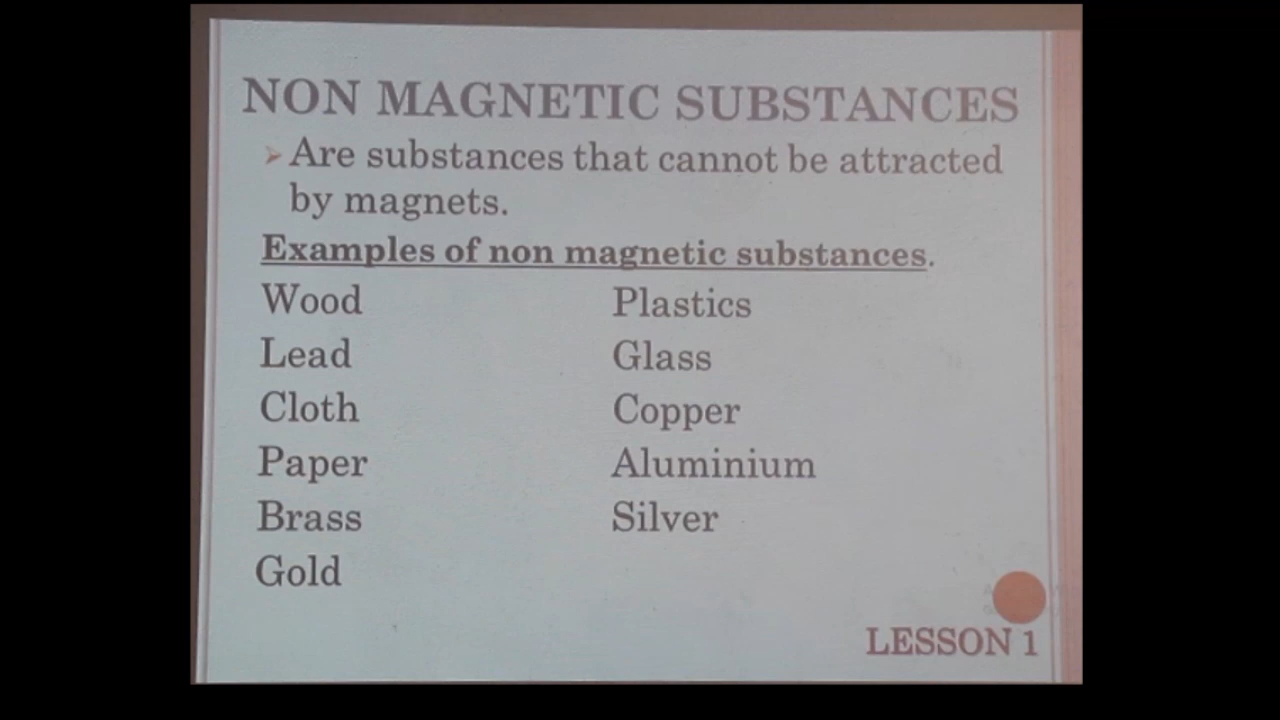 NON MAGNETIC SUBSTANCES
Are substances that cannot be attracted
by magnets.
Examples of non magnetic substances.
Wood
Lead
Cloth
Paper
Brass
Gold
Plastics
Glass
Copper
Aluminium
Silver
LESSON 1